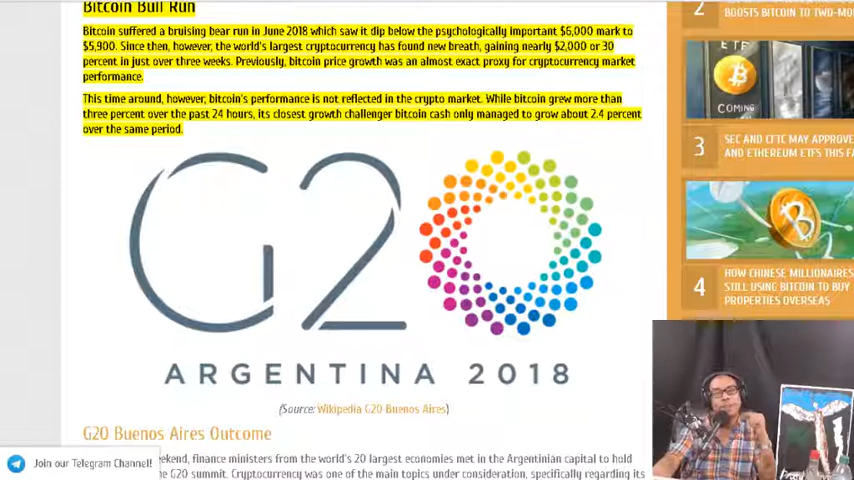 Bitcoin Bull Run
Bitcoin suffered a bruising bear run in June 2018 which saw it dip below the psychologically important $6,000 mark to
$5,900. Since then, however, the world's largest cryptocurrency has found new breath, gaining nearly $2,000 or 30
percent in just over three weeks. Previously, bitcoin price growth was an almost exact proxy for cryptocurrency market
performance.
This time around, however, bitcoin's performance is not reflected in the crypto market. While bitcoin grew more than
three percent over the past 24 hours, its closest growth challenger bitcoin cash only managed to grow about 2.4 percent
over the same period.
G20
ARGENTINA 2018
(Source: Wikipedia G20 Buenos Aires)
G20 Buenos Aires Outcome
eekend, finance ministers from the world's 20 largest economies met in the Argentinian capital to hold
he G20 summit. Cryptocurrency was one of the main topics under consideration, specifically regarding its
Join our Telegram Channel!
2
BOOSTS BITCOIN TO TWO-MO
ETF
COMING
3
SEC AND CFTC MAY APPROVE
AND ETHEREUM ETFS THIS FA
4
HOW CHINESE MILLIONAIRES
STILL USING BITCOIN TO BUY
PROPERTIES OVERSEAS